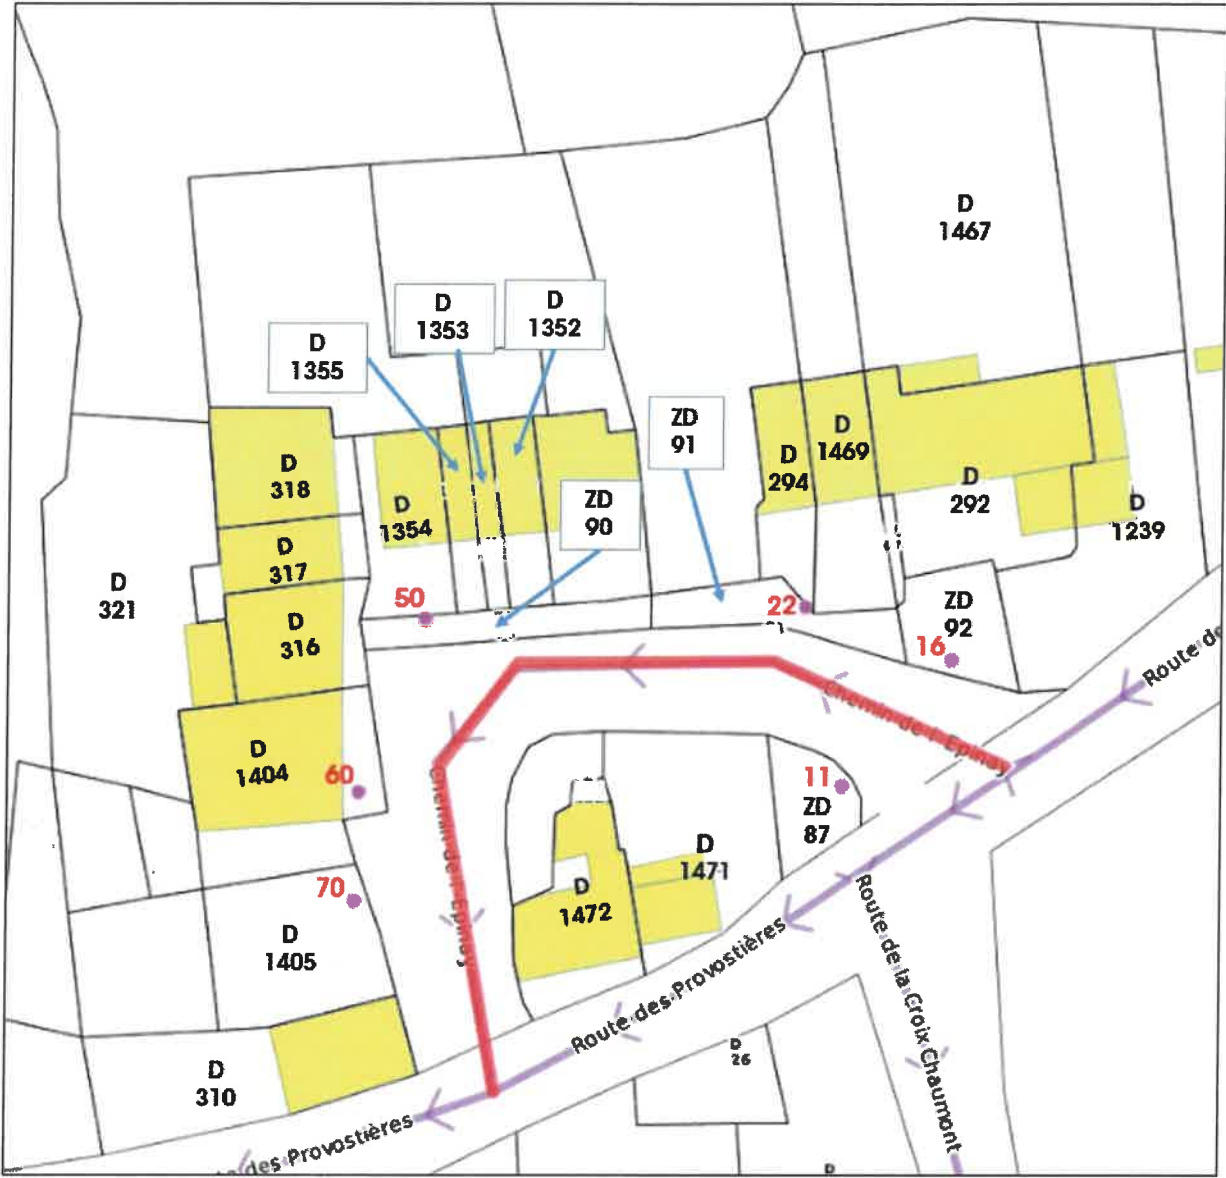 D
1467
D
1353
D
1352
D
1355
ZD
91
D
1469
D
294
D
318
D
292
D
1354
ZD
90
D
1239
D
317
D
321
50
22
ZD
92
D
316
16
Route de
Chemin de l'Epinay
D
1404
60
11
ZD
87
Chemin de l'Epinay
D
1471
D
1472
70
D
1405
Route de la Croix Chaumont
Route des Provostières
D
26
D
310
des Provostières
D